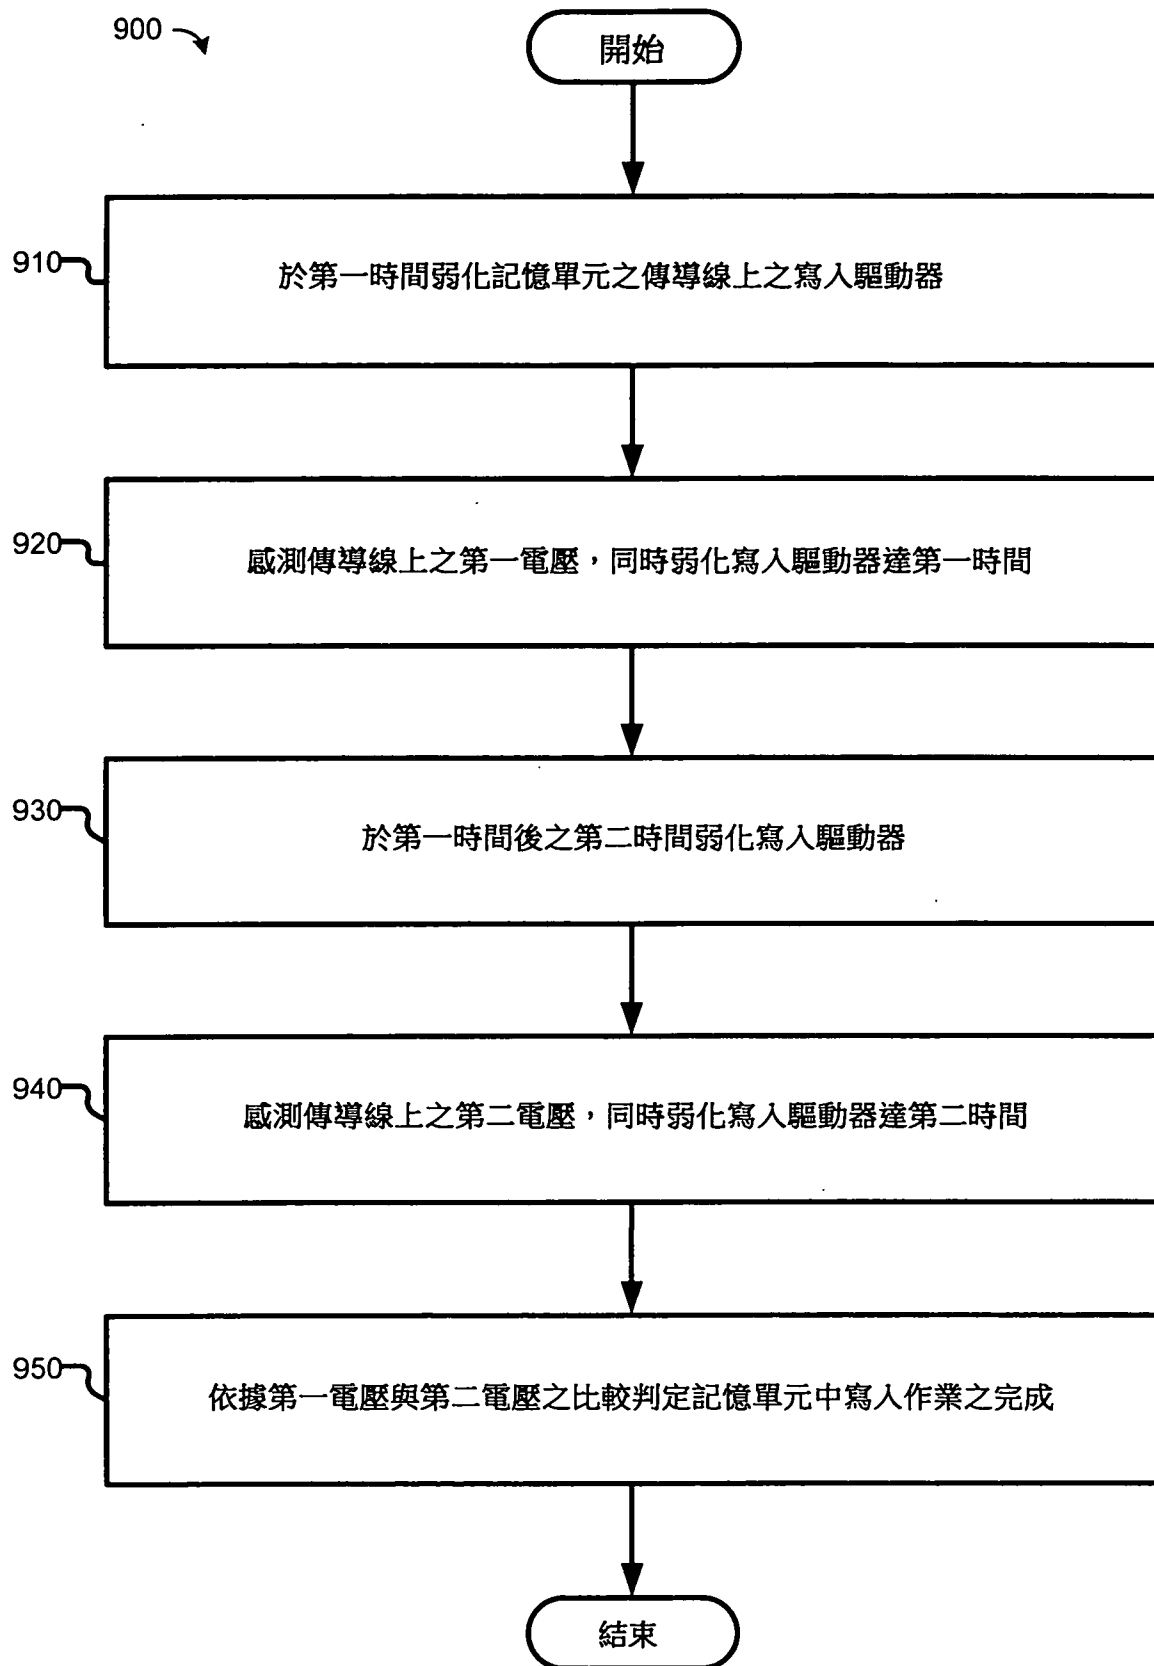 900
開始
910
於第一時間弱化記憶單元之傳導線上之寫入驅動器
920
感測傳導線上之第一電壓，同時弱化寫入驅動器達第一時間
930
於第一時間後之第二時間弱化寫入驅動器
940
感測傳導線上之第二電壓，同時弱化寫入驅動器達第二時間
950
依據第一電壓與第二電壓之比較判定記憶單元中寫入作業之完成
結束